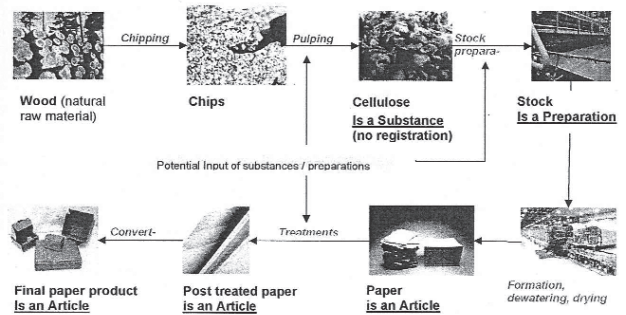 Chipping
Pulping
Stock
prepara-
Wood (natural
raw material)
Chips
Cellulose
Is a Substance
(no registration)
Stock
Is a Preparation
Potential Input of substances / preparations
Convert-
Treatments
Formation,
dewatering, drying
Final paper product
Is an Article
Post treated paper
is an Article
Paper
is an Article